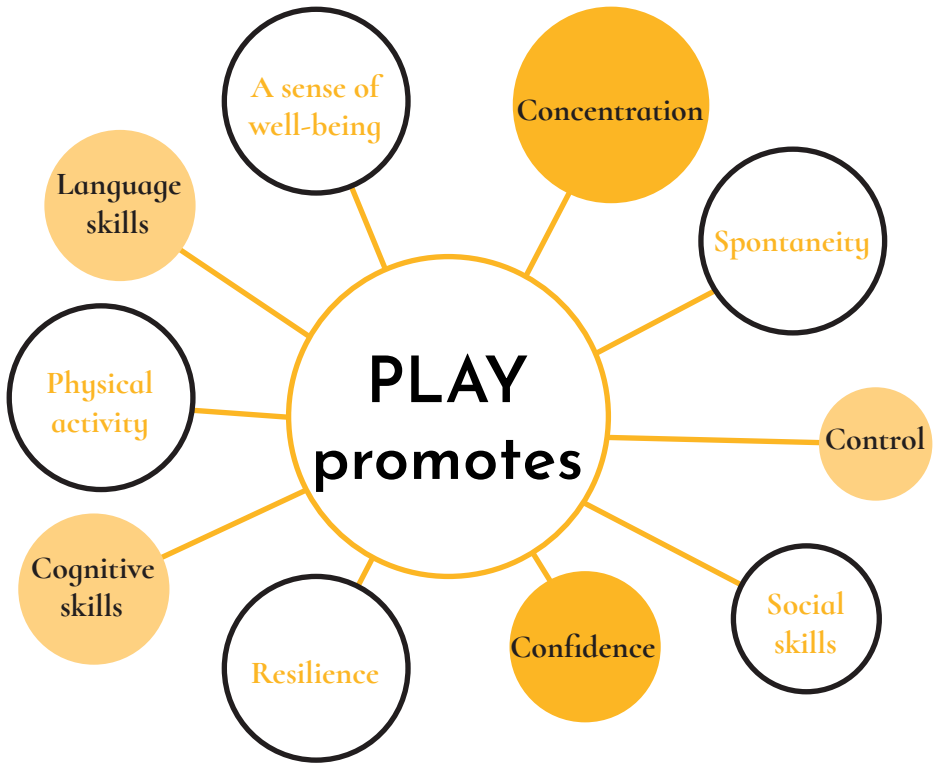 A sense of
well-being
Concentration
Language
skills
Spontaneity
Physical
activity
PLAY
promotes
Control
Cognitive
skills
Resilience
Confidence
Social
skills